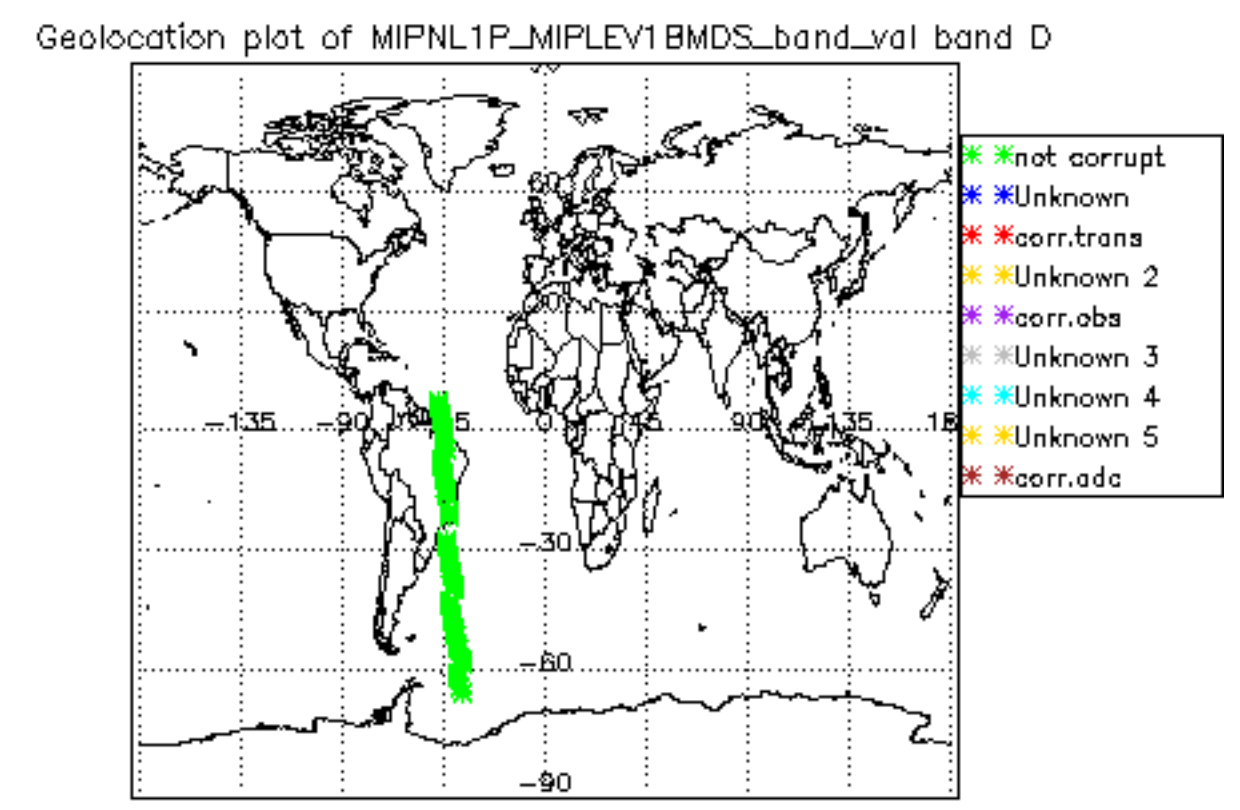 Geolocation plot of MIPNL1P_MIPLEV1BMDS_band_val band D
not corrupt
Unknown
corr.trans
Unknown 2
corr.obs
Unknown 3
Unknown 4
Unknown 5
corr.adc
60
-135 -90 0 45 90 135
-30
-60
-90